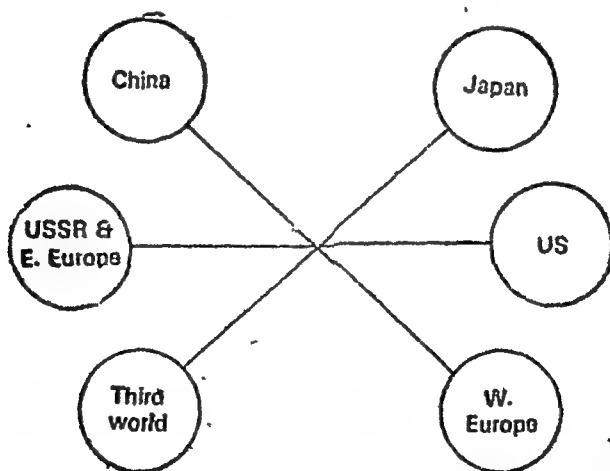 China
Japan
USSR &
E. Europe
US
Third
world
W.
Europe